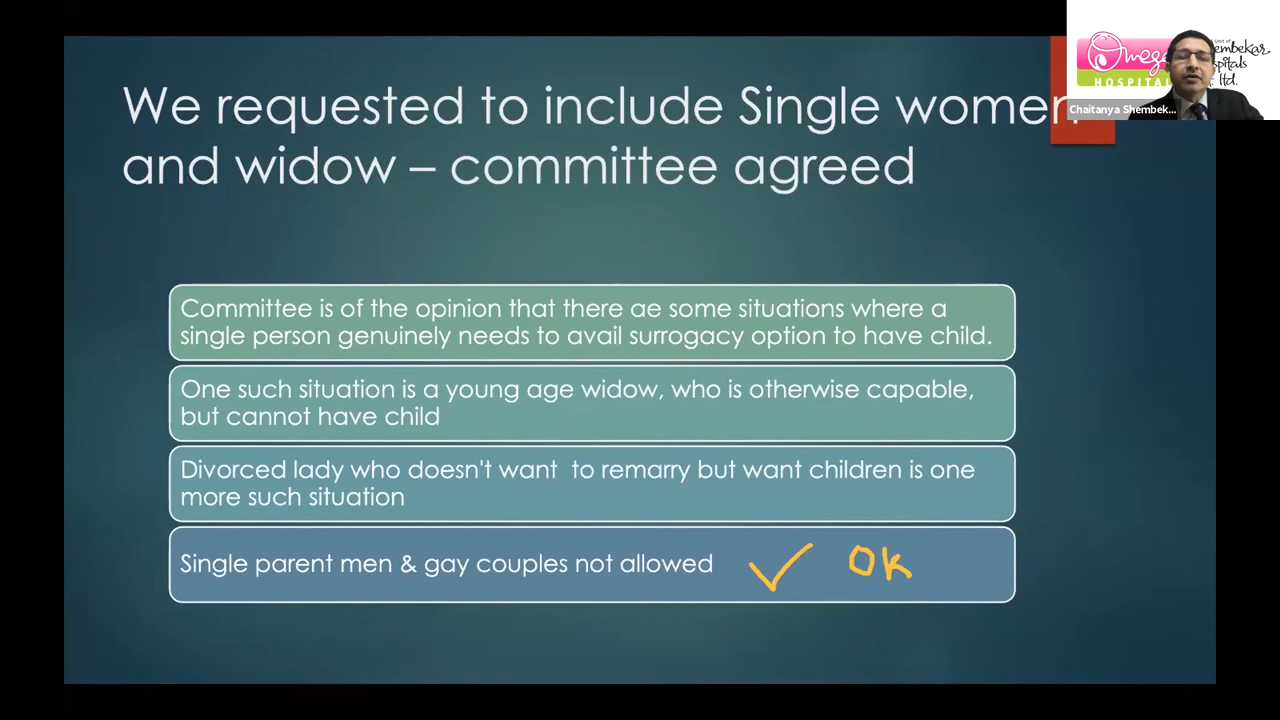 We requested to include Single women
and widow – committee agreed
Committee is of the opinion that there ae some situations where a
single person genuinely needs to avail surrogacy option to have child.
One such situation is a young age widow, who is otherwise capable,
but cannot have child
Divorced lady who doesn't want  to remarry but want children is one
more such situation
Single parent men & gay couples not allowed
OK
HOSPITAL
Chaitanya Shembek...